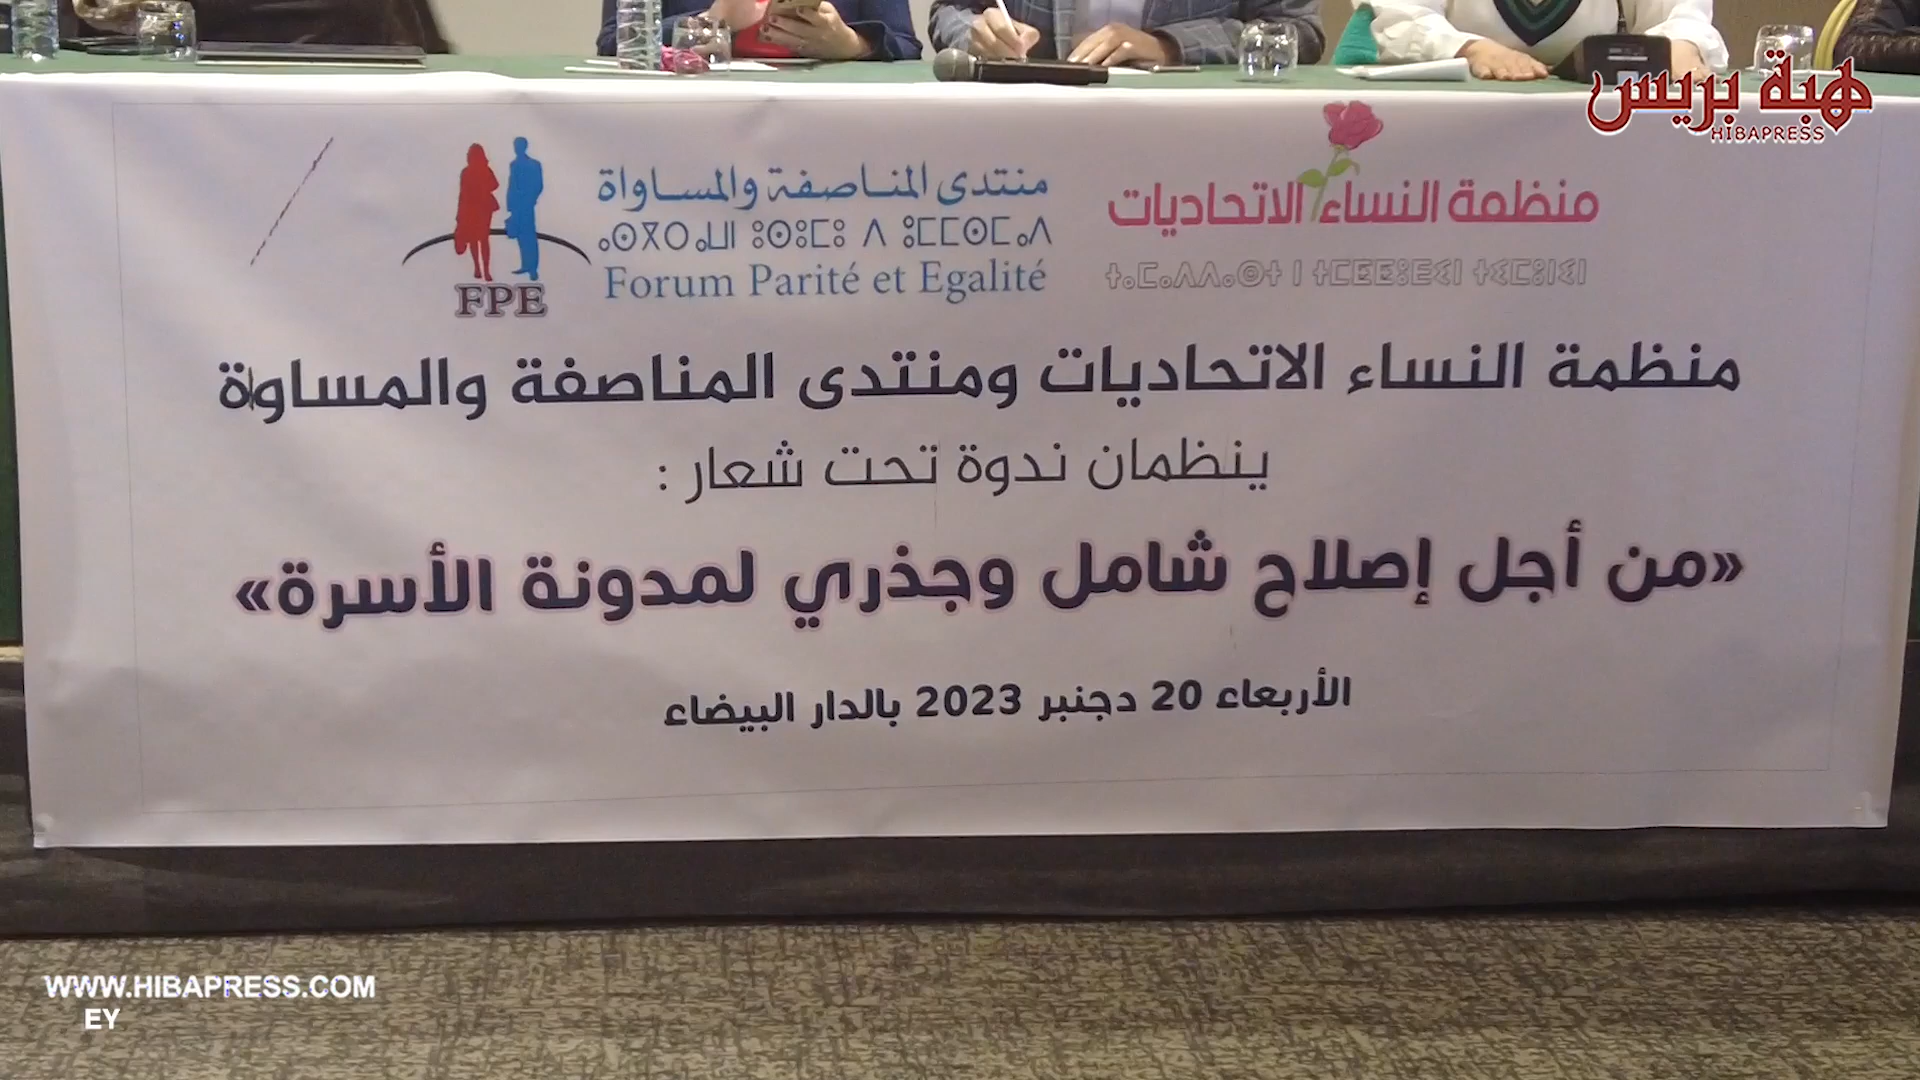 هبة بريس
HIBAPRESS
منظمة النساء الاتحاديات
منتدى المناصفة والمساواة
Forum Parité et Egalité
FPE
منظمة النساء الاتحاديات ومنتدى المناصفة والمساواة
ينظمان ندوة تحت شعار :
«من أجل إصلاح شامل وجذري لمدونة الأسرة»
الأربعاء 20 دجنبر 2023 بالدار البيضاء
WWW.HIBAPRESS.COM
EY